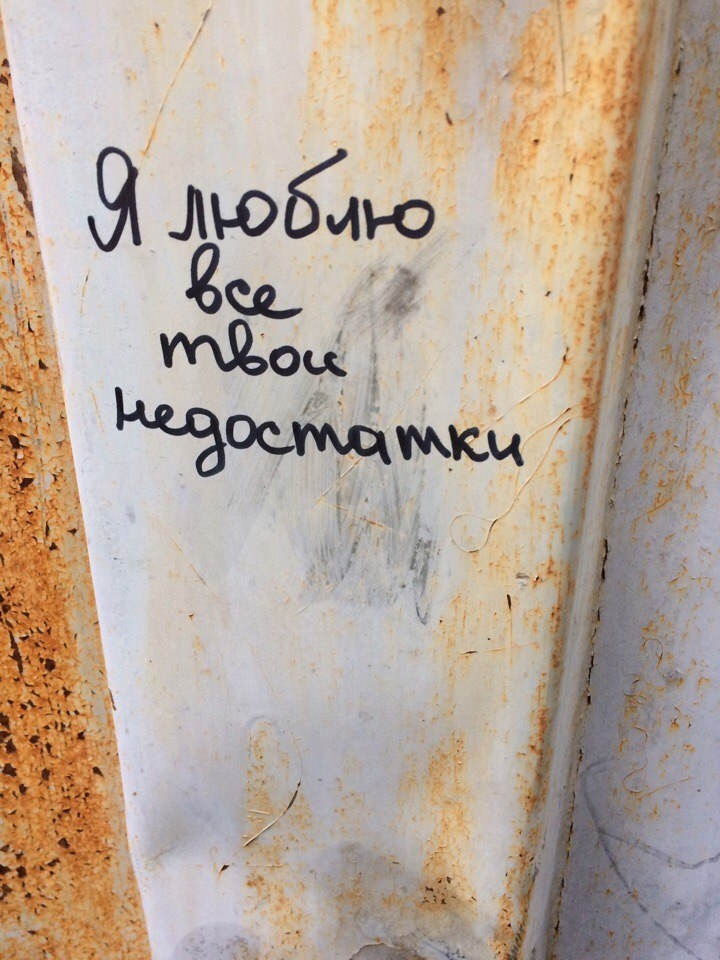 Я люблю
все
твои
недостатки